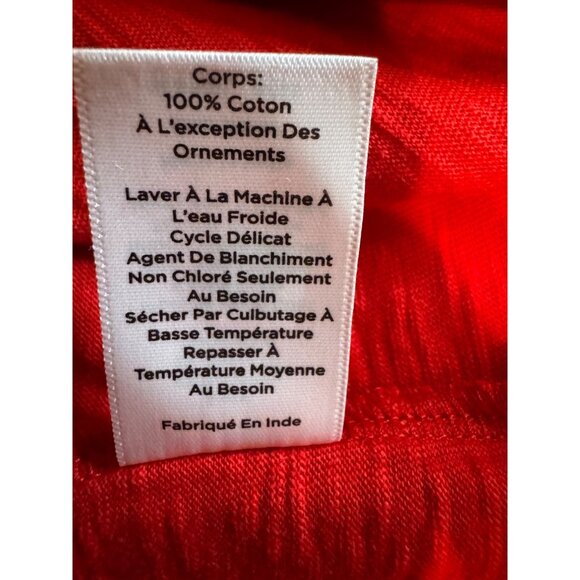 Corps:
100% Coton
À L'exception Des
Ornements
Laver À La Machine À
L'eau Froide
Cycle Délicat
Agent De Blanchiment
Non Chloré Seulement
Au Besoin
Sécher Par Culbutage À
Basse Température
Repasser À
Température Moyenne
Au Besoin
Fabriqué En Inde